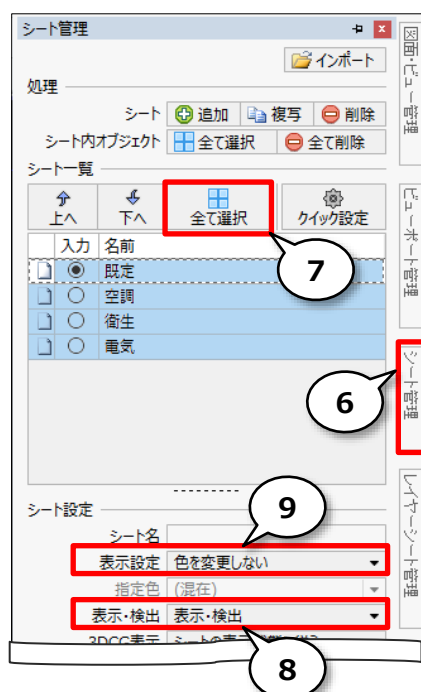 シート管理
インポート
処理
シート 追加 複写 削除
シート内オブジェクト 全て選択 全て削除
シート一覧
上へ 下へ 全て選択 クイック設定
入力 名前
既定
空調
衛生
電気
7
6
シート設定
9
シート名
表示設定 色を変更しない
指定色 (混在)
表示・検出 表示・検出
3DCG表示
8
図面・ビュー管理
ビューポート管理
シート管理
レイヤーシート管理